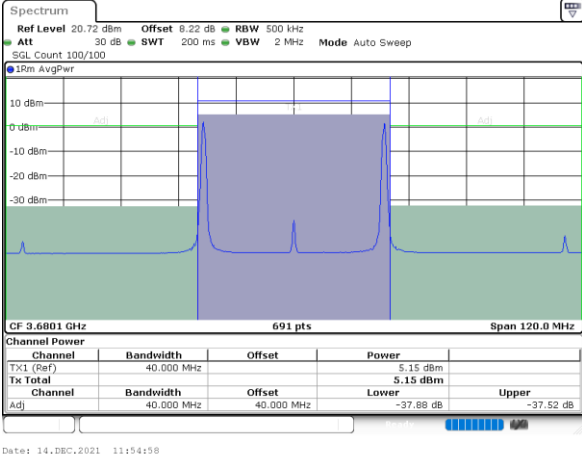 Spectrum
Ref Level 20.72 dBm Offset 8.22 dB RBW 500 kHz
Att 30 dB SWT 200 ms VBW 2 MHz Mode Auto Sweep
SGL Count 100/100
1Rm AvgPwr
10 dBm
Adj Adj
0 dBm
-10 dBm
-20 dBm
-30 dBm
CF 3.6801 GHz 691 pts Span 120.0 MHz
Channel Power
Channel Bandwidth Offset Power
TX1 (Ref) 40.000 MHz 5.15 dBm
Tx Total 5.15 dBm
Channel Bandwidth Offset Lower Upper
Adj 40.000 MHz 40.000 MHz -37.88 dB -37.52 dB
Ready
Date: 14.DEC.2021 11:54:58